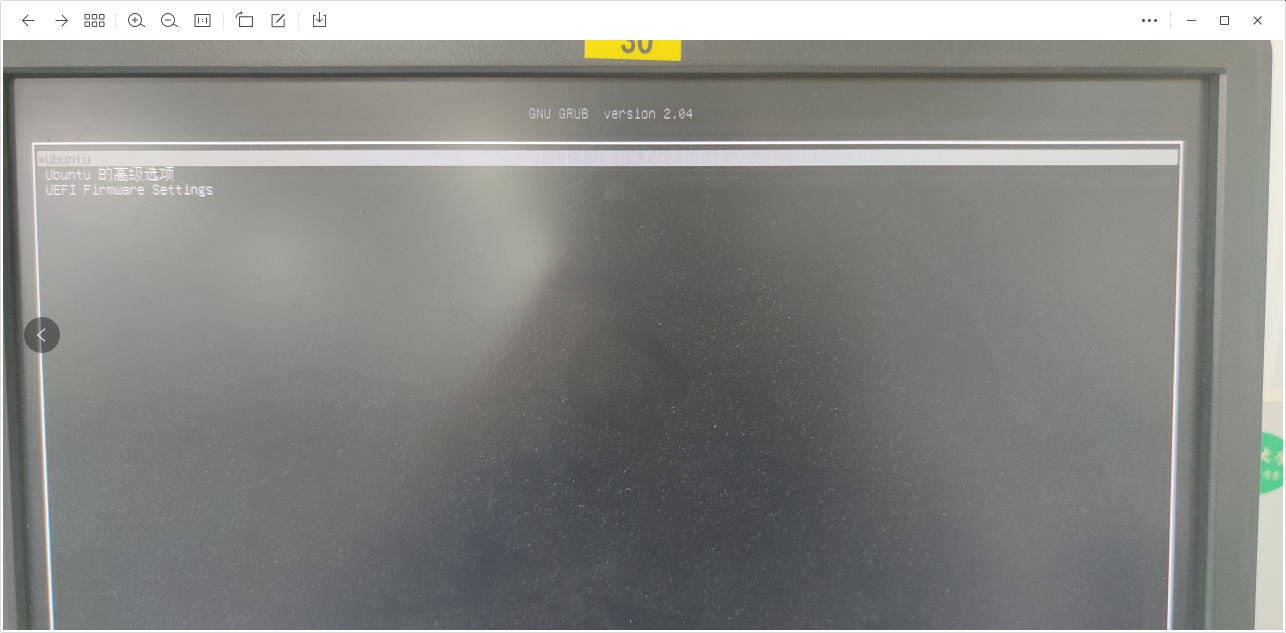 30
GNU GRUB version 2.04
*Ubuntu
Ubuntu 的高级选项
UEFI Firmware Settings